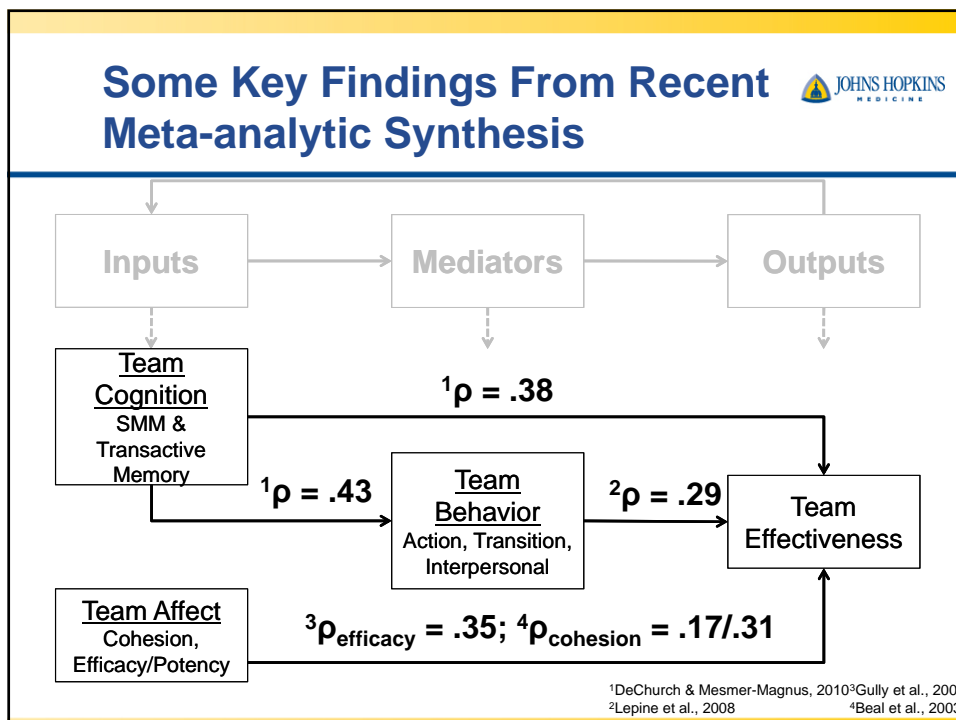 Some Key Findings From Recent
Meta-analytic Synthesis
JOHNS HOPKINS
MEDICINE
Inputs
Mediators
Outputs
Team
Cognition
SMM &
Transactive
Memory
¹ρ = .38
¹ρ = .43
Team
Behavior
Action, Transition,
Interpersonal
²ρ = .29
Team
Effectiveness
Team Affect
Cohesion,
Efficacy/Potency
³ρefficacy = .35; ⁴ρcohesion = .17/.31
¹DeChurch & Mesmer-Magnus, 2010 ³Gully et al., 200
²Lepine et al., 2008 ⁴Beal et al., 2003